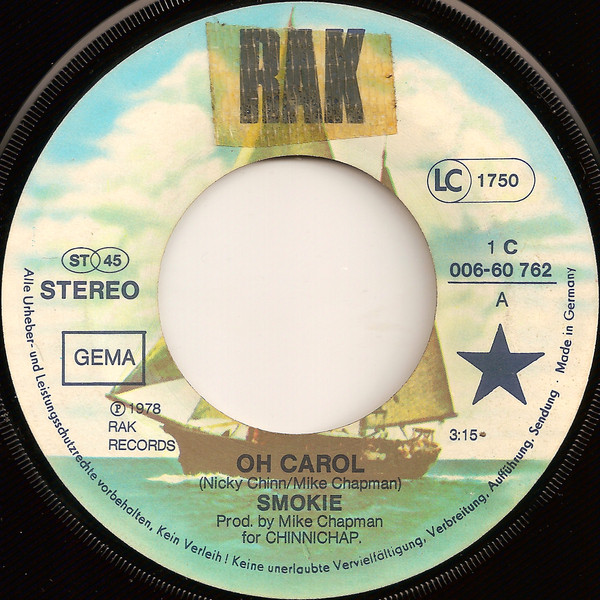 RAK
LC 1750
ST 45
STEREO
1 C
006-60 762
A
GEMA
℗ 1978
RAK
RECORDS
3:15
OH CAROL
(Nicky Chinn/Mike Chapman)
SMOKIE
Prod. by Mike Chapman
for CHINNICHAP.
Alle Urheber- und Leistungsschutzrechte vorbehalten. Kein Verleih! Keine unerlaubte Vervielfältigung, Verbreitung, Aufführung, Sendung · Made in Germany